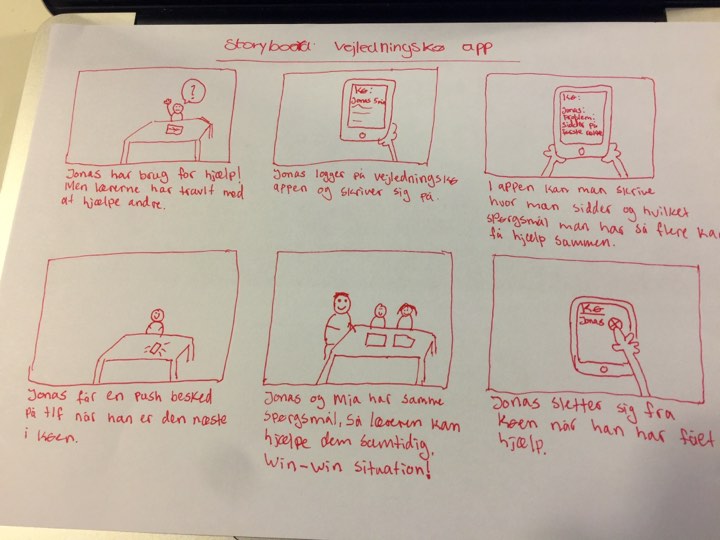 Storyboard: vejledningskø app
?
Jonas har brug for hjælp!
Men lærerne har travlt med
at hjælpe andre.
Kø:
Jonas
Jonas logger på vejledningskø
appen og skriver sig på.
Kø:
Jonas:
problem:
sidder på
første række
I appen kan man skrive
hvor man sidder og hvilket
spørgsmål man har så flere kan
få hjælp sammen.
Jonas får en push besked
på tlf når han er den næste
i køen.
Jonas og Mia har samme
spørgsmål, så læreren kan
hjælpe dem samtidig.
Win-win situation!
Kø
Jonas
Jonas sletter sig fra
køen når han har fået
hjælp.